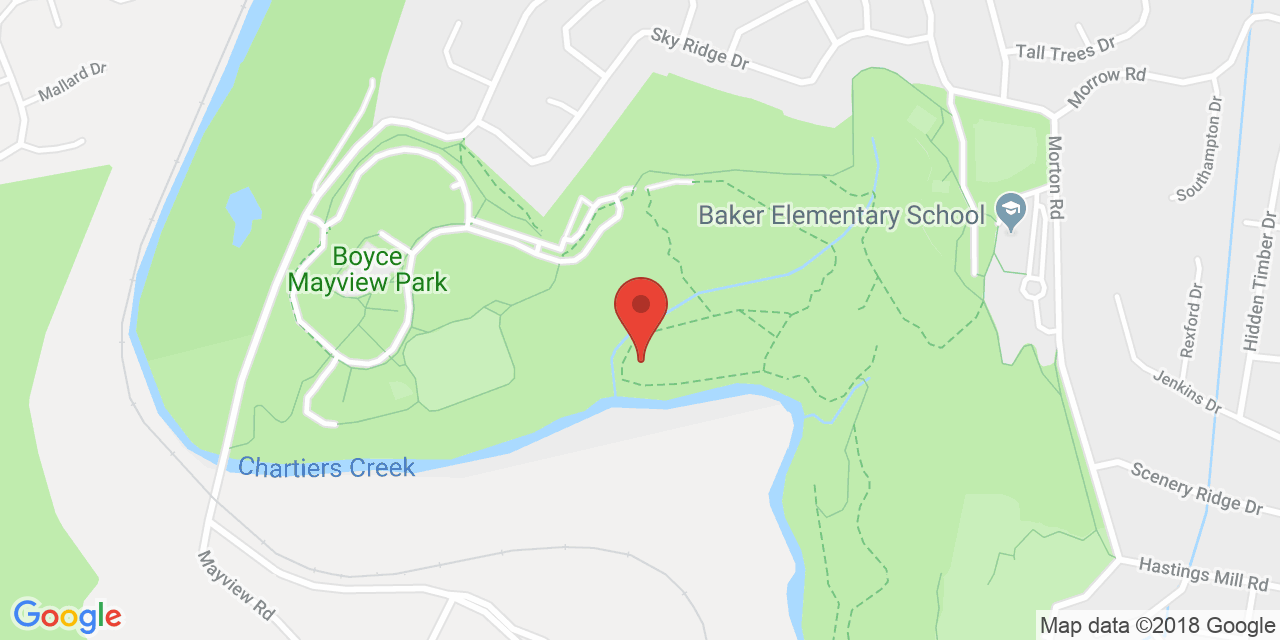 Sky Ridge Dr
Tall Trees Dr
Mallard Dr
Morrow Rd
Southampton Dr
Morton Rd
Baker Elementary School
Boyce
Mayview Park
Hidden Timber Dr
Rexford Dr
Jenkins Dr
Chartiers Creek
Scenery Ridge Dr
Mayview Rd
Hastings Mill Rd
Google
Map data ©2018 Google